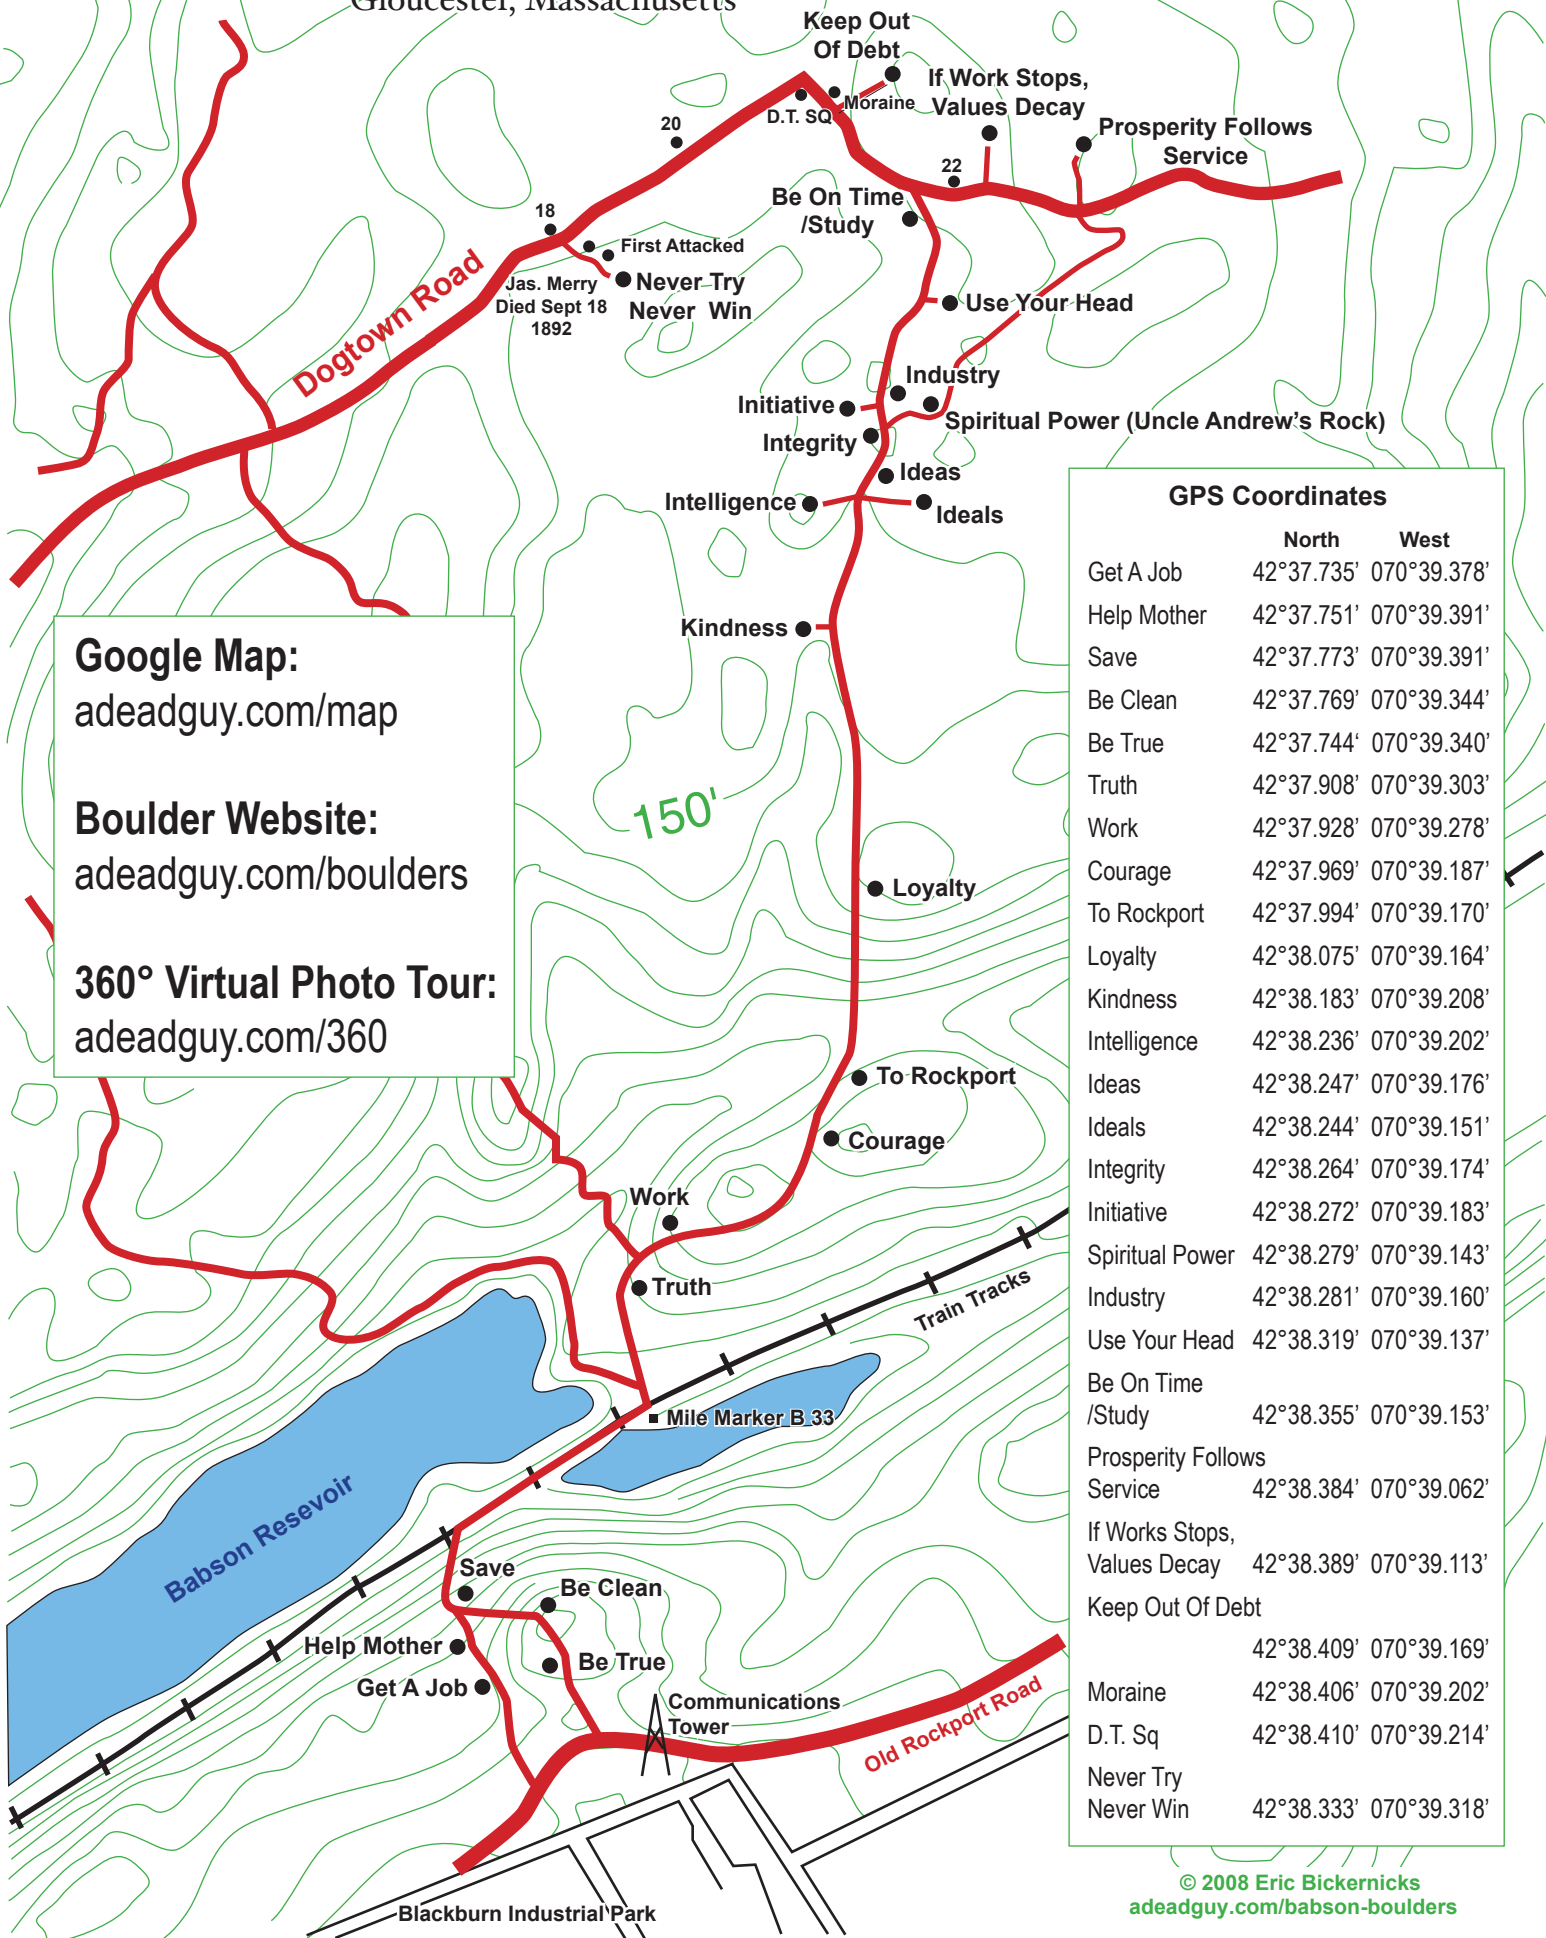 Gloucester, Massachusetts
Keep Out
Of Debt
If Work Stops,
Values Decay
Moraine
D.T. SQ
Prosperity Follows
Service
20
22
Be On Time
/Study
18
First Attacked
Never Try
Never Win
Jas. Merry
Died Sept 18
1892
Dogtown Road
Use Your Head
Industry
Initiative
Spiritual Power (Uncle Andrew's Rock)
Integrity
Ideas
Intelligence
Ideals
Kindness
Google Map:
adeadguy.com/map
Boulder Website:
adeadguy.com/boulders
360° Virtual Photo Tour:
adeadguy.com/360
150'
Loyalty
To Rockport
Courage
Work
Truth
Train Tracks
Mile Marker B 33
Babson Resevoir
Save
Be Clean
Help Mother
Be True
Get A Job
Communications
Tower
Old Rockport Road
Blackburn Industrial Park
GPS Coordinates
North West
Get A Job 42°37.735’ 070°39.378’
Help Mother 42°37.751’ 070°39.391’
Save 42°37.773’ 070°39.391’
Be Clean 42°37.769’ 070°39.344’
Be True 42°37.744‘ 070°39.340’
Truth 42°37.908’ 070°39.303’
Work 42°37.928’ 070°39.278’
Courage 42°37.969’ 070°39.187’
To Rockport 42°37.994’ 070°39.170’
Loyalty 42°38.075’ 070°39.164’
Kindness 42°38.183’ 070°39.208’
Intelligence 42°38.236’ 070°39.202’
Ideas 42°38.247’ 070°39.176’
Ideals 42°38.244’ 070°39.151’
Integrity 42°38.264’ 070°39.174’
Initiative 42°38.272’ 070°39.183’
Spiritual Power 42°38.279’ 070°39.143’
Industry 42°38.281’ 070°39.160’
Use Your Head 42°38.319’ 070°39.137’
Be On Time
/Study 42°38.355’ 070°39.153’
Prosperity Follows
Service 42°38.384’ 070°39.062’
If Works Stops,
Values Decay 42°38.389’ 070°39.113’
Keep Out Of Debt
42°38.409’ 070°39.169’
Moraine 42°38.406’ 070°39.202’
D.T. Sq 42°38.410’ 070°39.214’
Never Try
Never Win 42°38.333’ 070°39.318’
© 2008 Eric Bickernicks
adeadguy.com/babson-boulders